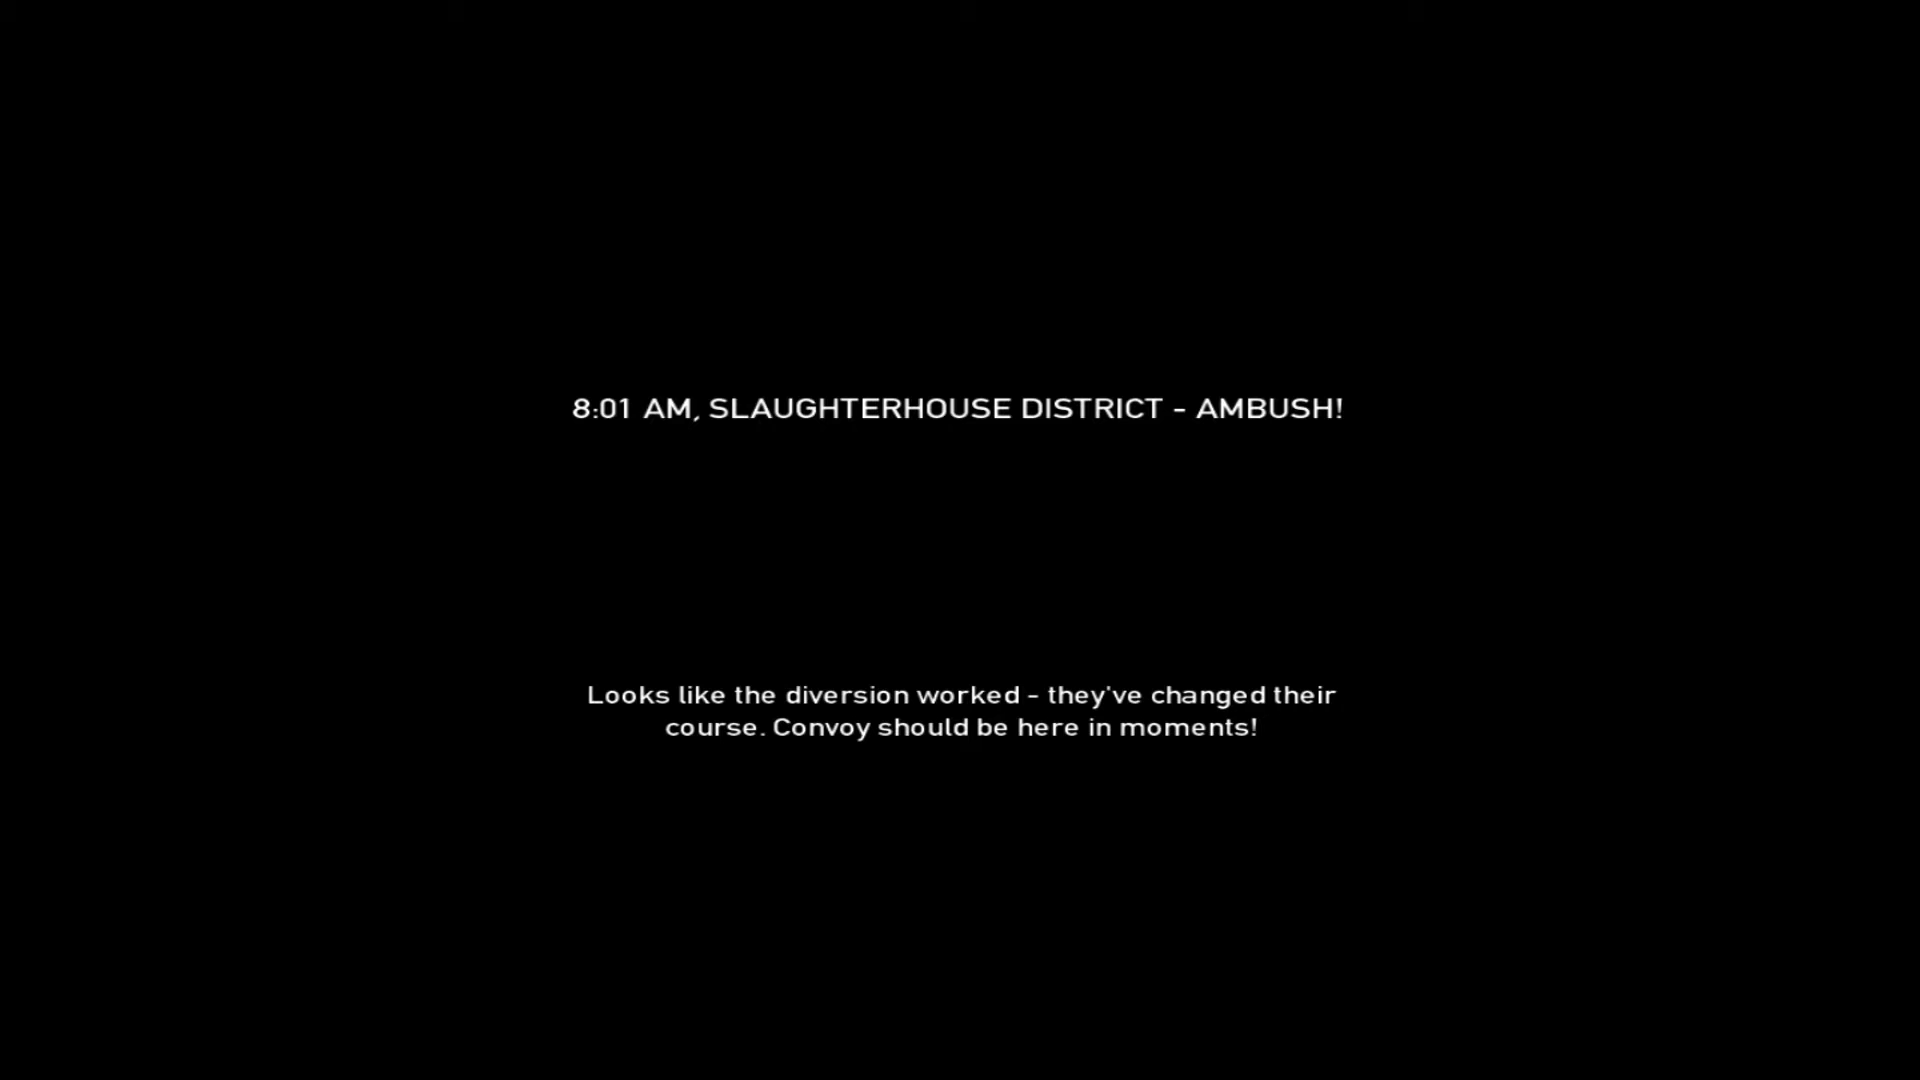 8:01 AM, SLAUGHTERHOUSE DISTRICT - AMBUSH!
Looks like the diversion worked - they've changed their
course. Convoy should be here in moments!